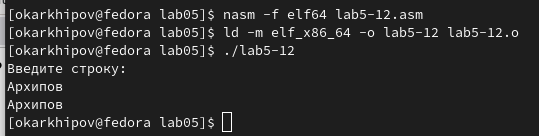 [okarkhipov@fedora lab05]$ nasm -f elf64 lab5-12.asm
[okarkhipov@fedora lab05]$ ld -m elf_x86_64 -o lab5-12 lab5-12.o
[okarkhipov@fedora lab05]$ ./lab5-12
Введите строку:
Архипов
Архипов
[okarkhipov@fedora lab05]$